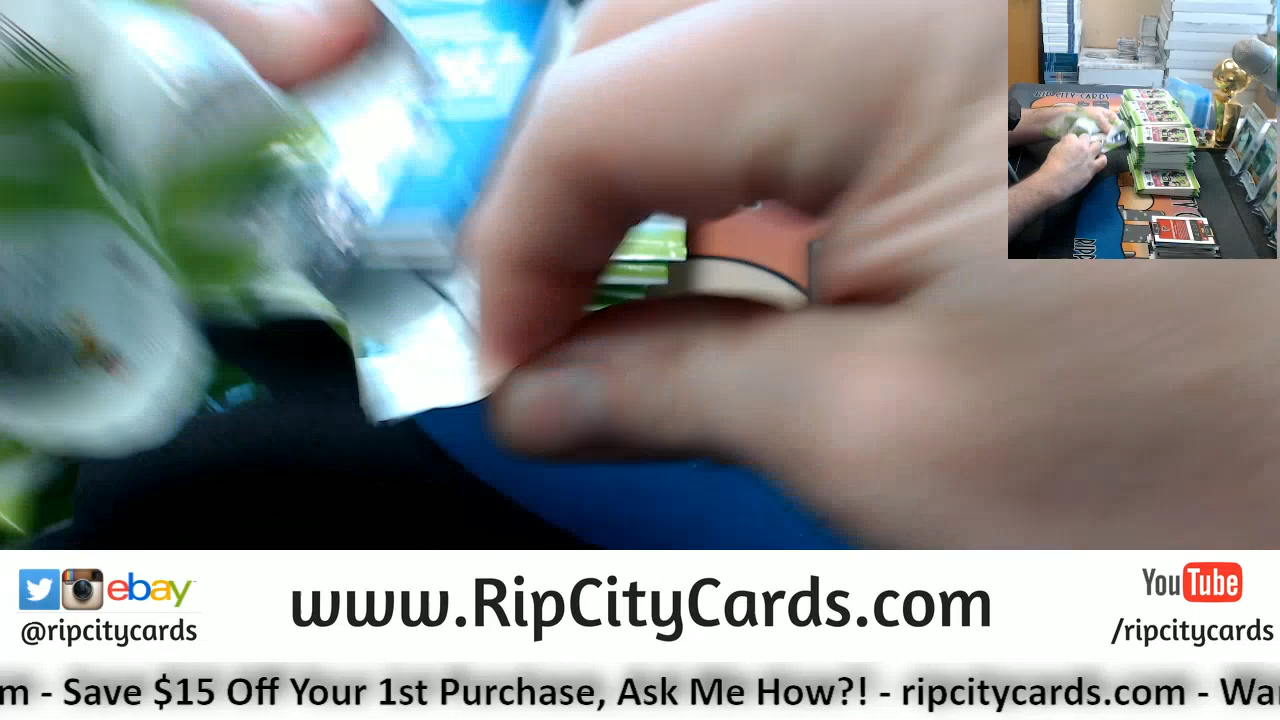 RIP CITY CARDS
ebay
@ripcitycards
www.RipCityCards.com
YouTube
/ripcitycards
m - Save $15 Off Your 1st Purchase, Ask Me How?! - ripcitycards.com - Wa